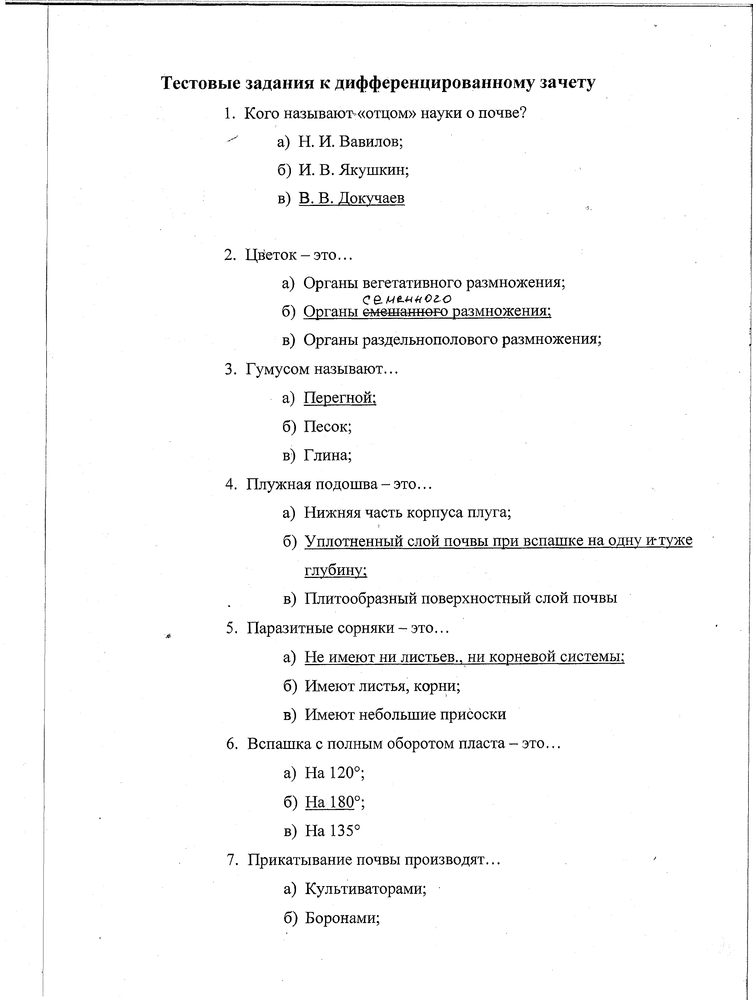 Тестовые задания к дифференцированному зачету
1. Кого называют «отцом» науки о почве?
а) Н. И. Вавилов;
б) И. В. Якушкин;
в) В. В. Докучаев
2. Цветок – это…
а) Органы вегетативного размножения;
семенного
б) Органы смешанного размножения;
в) Органы раздельнополового размножения;
3. Гумусом называют…
а) Перегной;
б) Песок;
в) Глина;
4. Плужная подошва – это…
а) Нижняя часть корпуса плуга;
б) Уплотненный слой почвы при вспашке на одну и туже
глубину;
в) Плитообразный поверхностный слой почвы
5. Паразитные сорняки – это…
а) Не имеют ни листьев., ни корневой системы;
б) Имеют листья, корни;
в) Имеют небольшие присоски
6. Вспашка с полным оборотом пласта – это…
а) На 120°;
б) На 180°;
в) На 135°
7. Прикатывание почвы производят…
а) Культиваторами;
б) Боронами;